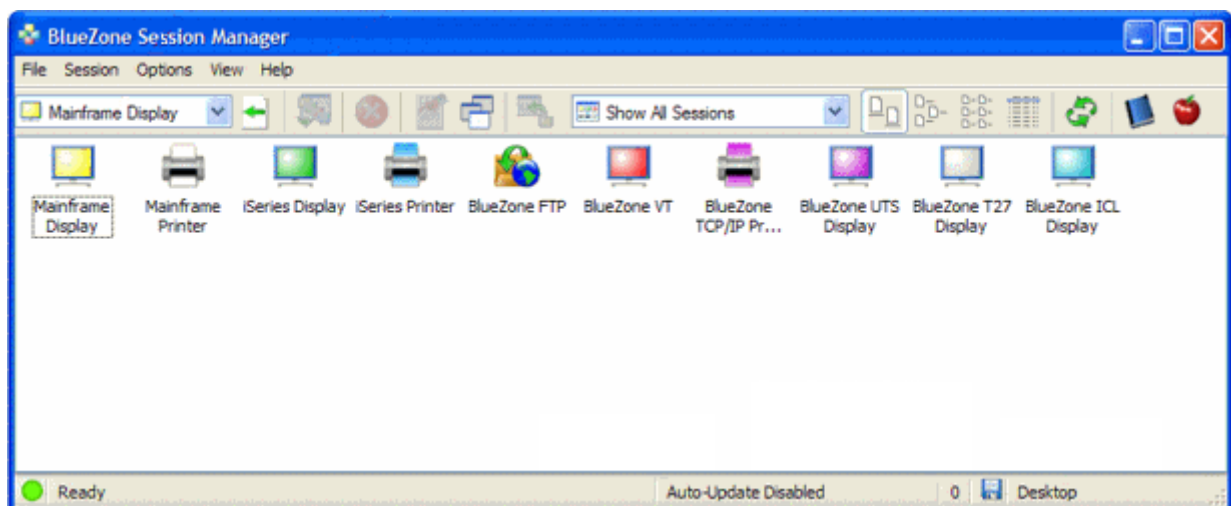 BlueZone Session Manager
File Session Options View Help
Mainframe Display Show All Sessions
Mainframe Display
Mainframe Printer
iSeries Display
iSeries Printer
BlueZone FTP
BlueZone VT
BlueZone TCP/IP Pr...
BlueZone UTS Display
BlueZone T27 Display
BlueZone ICL Display
Ready Auto-Update Disabled 0 Desktop